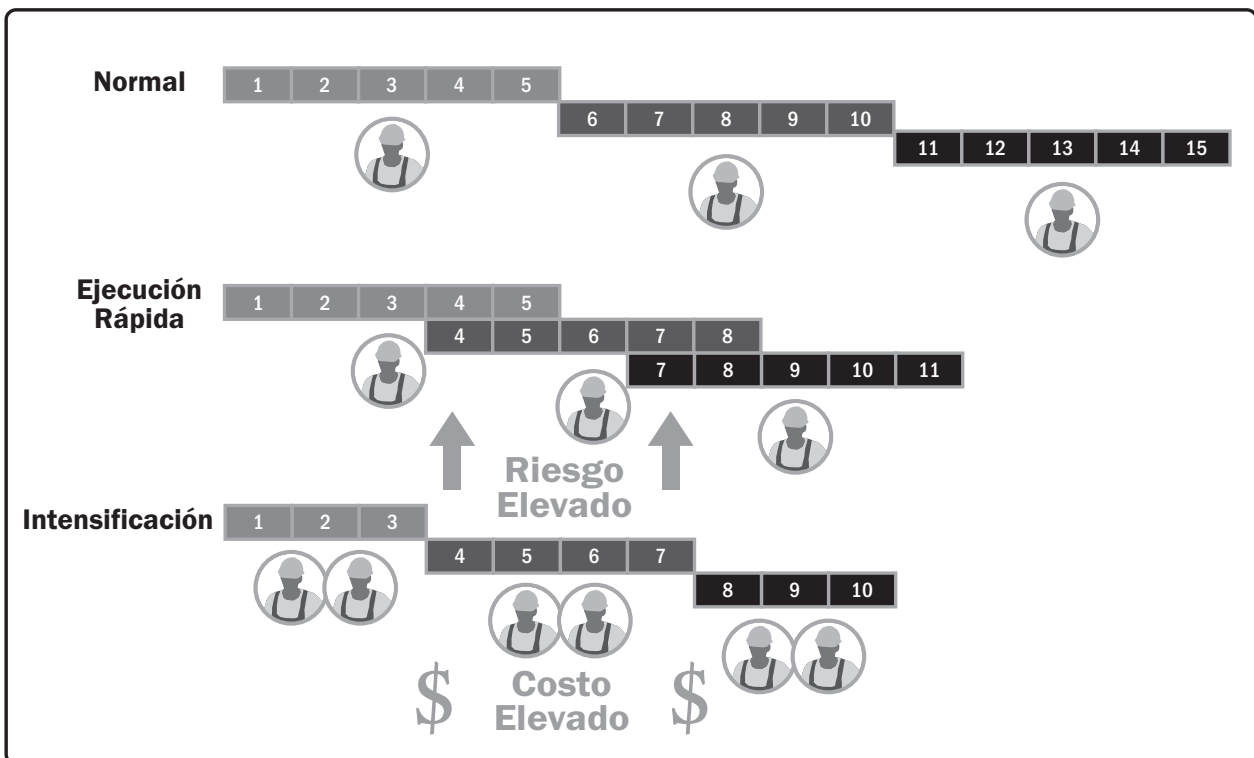 Normal
1 2 3 4 5
6 7 8 9 10
11 12 13 14 15
Ejecución
Rápida
1 2 3 4 5
4 5 6 7 8
7 8 9 10 11
Riesgo
Elevado
Intensificación
1 2 3
4 5 6 7
8 9 10
$ Costo $
Elevado